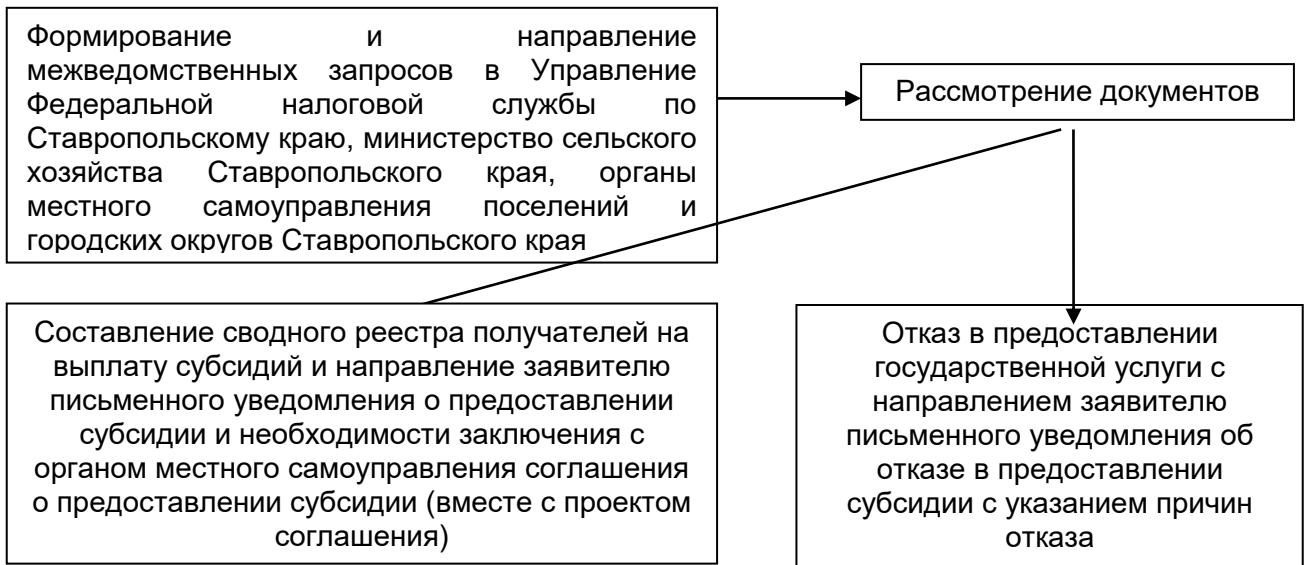 Формирование и направление
межведомственных запросов в Управление
Федеральной налоговой службы по
Ставропольскому краю, министерство сельского
хозяйства Ставропольского края, органы
местного самоуправления поселений и
городских округов Ставропольского края
Рассмотрение документов
Составление сводного реестра получателей на
выплату субсидий и направление заявителю
письменного уведомления о предоставлении
субсидии и необходимости заключения с
органом местного самоуправления соглашения
о предоставлении субсидии (вместе с проектом
соглашения)
Отказ в предоставлении
государственной услуги с
направлением заявителю
письменного уведомления об
отказе в предоставлении
субсидии с указанием причин
отказа